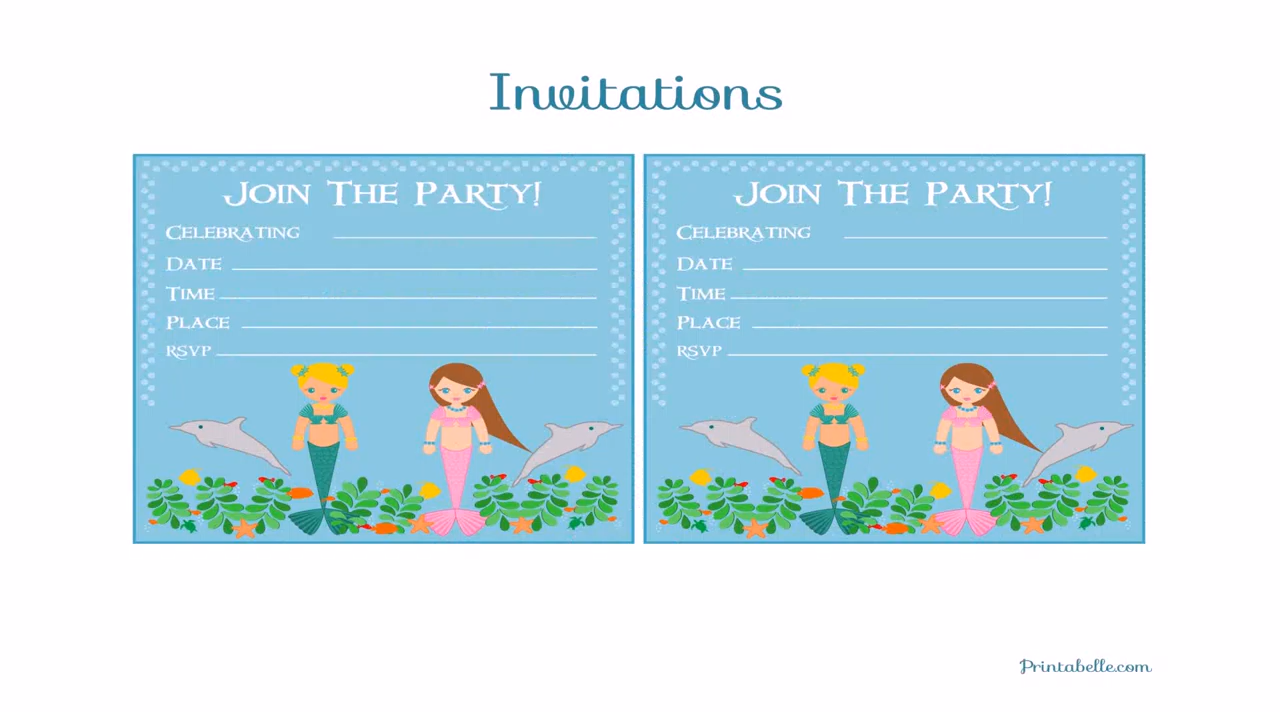 Invitations
Join The Party!
Celebrating
Date
Time
Place
RSVP
Join The Party!
Celebrating
Date
Time
Place
RSVP
Printabelle.com